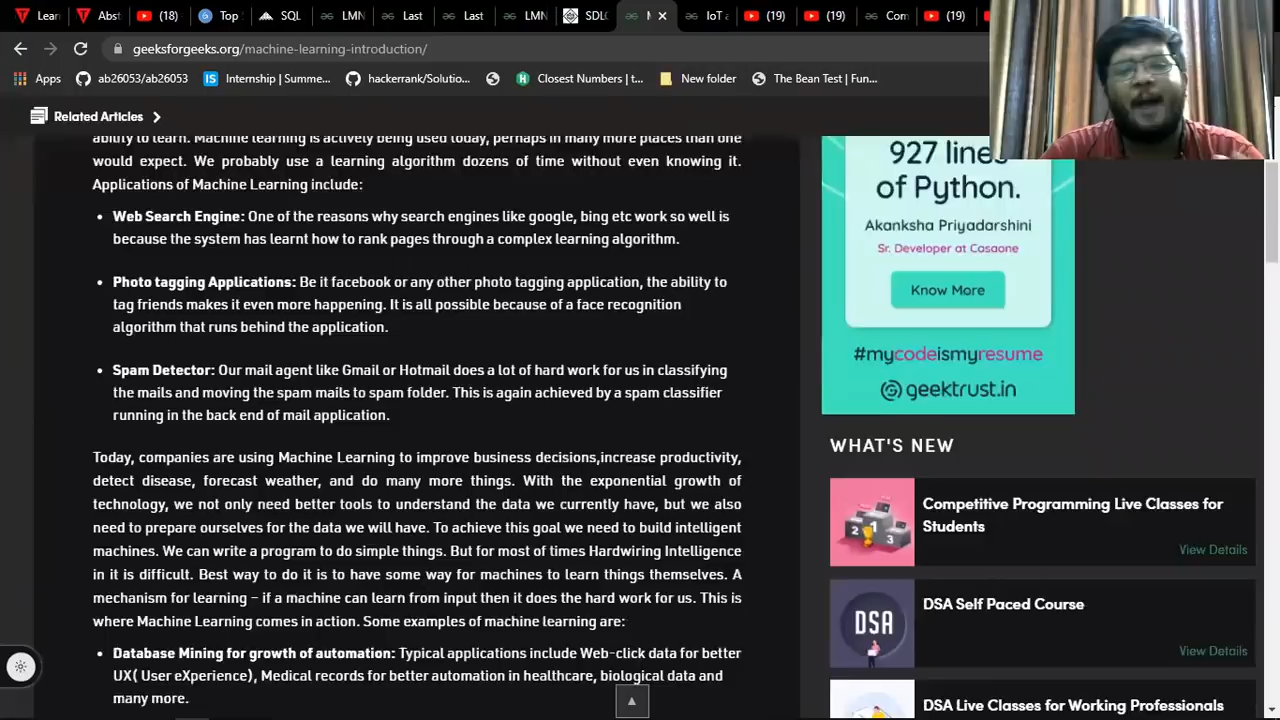 Lear
Abst
(18)
Top
SQL
LMN
Last
Last
LMN
SDLC
IoT a
(19)
(19)
Com
(19)
geeksforgeeks.org/machine-learning-introduction/
Apps
ab26053/ab26053
IS
Internship | Summe...
hackerrank/Solutio...
H
Closest Numbers | t...
New folder
The Bean Test | Fun...
Related Articles
ability to learn. Machine learning is actively being used today, perhaps in many more places than one
would expect. We probably use a learning algorithm dozens of time without even knowing it.
Applications of Machine Learning include:
• Web Search Engine: One of the reasons why search engines like google, bing etc work so well is
because the system has learnt how to rank pages through a complex learning algorithm.
• Photo tagging Applications: Be it facebook or any other photo tagging application, the ability to
tag friends makes it even more happening. It is all possible because of a face recognition
algorithm that runs behind the application.
• Spam Detector: Our mail agent like Gmail or Hotmail does a lot of hard work for us in classifying
the mails and moving the spam mails to spam folder. This is again achieved by a spam classifier
running in the back end of mail application.
Today, companies are using Machine Learning to improve business decisions,increase productivity,
detect disease, forecast weather, and do many more things. With the exponential growth of
technology, we not only need better tools to understand the data we currently have, but we also
need to prepare ourselves for the data we will have. To achieve this goal we need to build intelligent
machines. We can write a program to do simple things. But for most of times Hardwiring Intelligence
in it is difficult. Best way to do it is to have some way for machines to learn things themselves. A
mechanism for learning – if a machine can learn from input then it does the hard work for us. This is
where Machine Learning comes in action. Some examples of machine learning are:
• Database Mining for growth of automation: Typical applications include Web-click data for better
UX( User eXperience), Medical records for better automation in healthcare, biological data and
many more.
927 lines
of Python.
Akanksha Priyadarshini
Sr. Developer at Casaone
Know More
#mycodeismyresume
geektrust.in
WHAT'S NEW
2 1 3
Competitive Programming Live Classes for
Students
View Details
DSA
DSA Self Paced Course
View Details
DSA Live Classes for Working Professionals